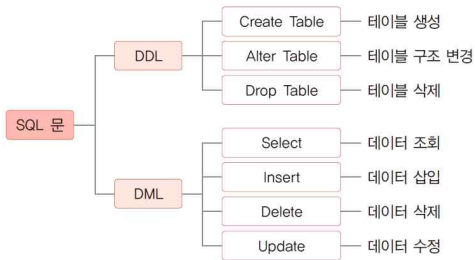 SQL 문
DDL
Create Table 테이블 생성
Alter Table 테이블 구조 변경
Drop Table 테이블 삭제
DML
Select 데이터 조회
Insert 데이터 삽입
Delete 데이터 삭제
Update 데이터 수정